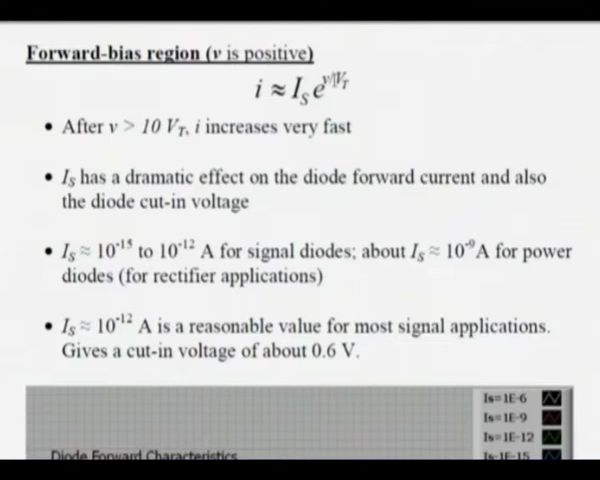 Forward-bias region (v is positive)
i ≈ I_S e^{v/V_T}
• After v > 10 V_T, i increases very fast
• I_S has a dramatic effect on the diode forward current and also
the diode cut-in voltage
• I_S ≈ 10^{-15} to 10^{-12} A for signal diodes; about I_S ≈ 10^{-9} A for power
diodes (for rectifier applications)
• I_S ≈ 10^{-12} A is a reasonable value for most signal applications.
Gives a cut-in voltage of about 0.6 V.
Is=1E-6
Is=1E-9
Is=1E-12
Is-1E-15
Diode Forward Characteristics